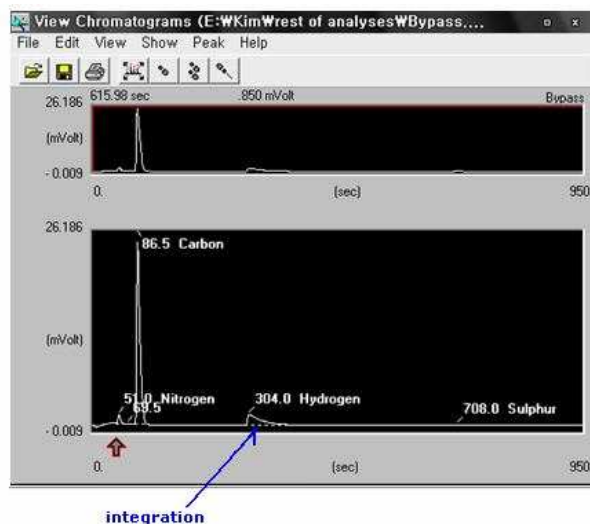 View Chromatograms (E:₩Kim₩rest of analyses₩Bypass,...
File Edit View Show Peak Help
26.186 615.98 sec .850 mVolt Bypass
(mVolt)
-0.009
0. (sec) 950
26.186
86.5 Carbon
(mVolt)
51.0 Nitrogen 304.0 Hydrogen
69.5 708.0 Sulphur
-0.009
0. (sec) 950
integration